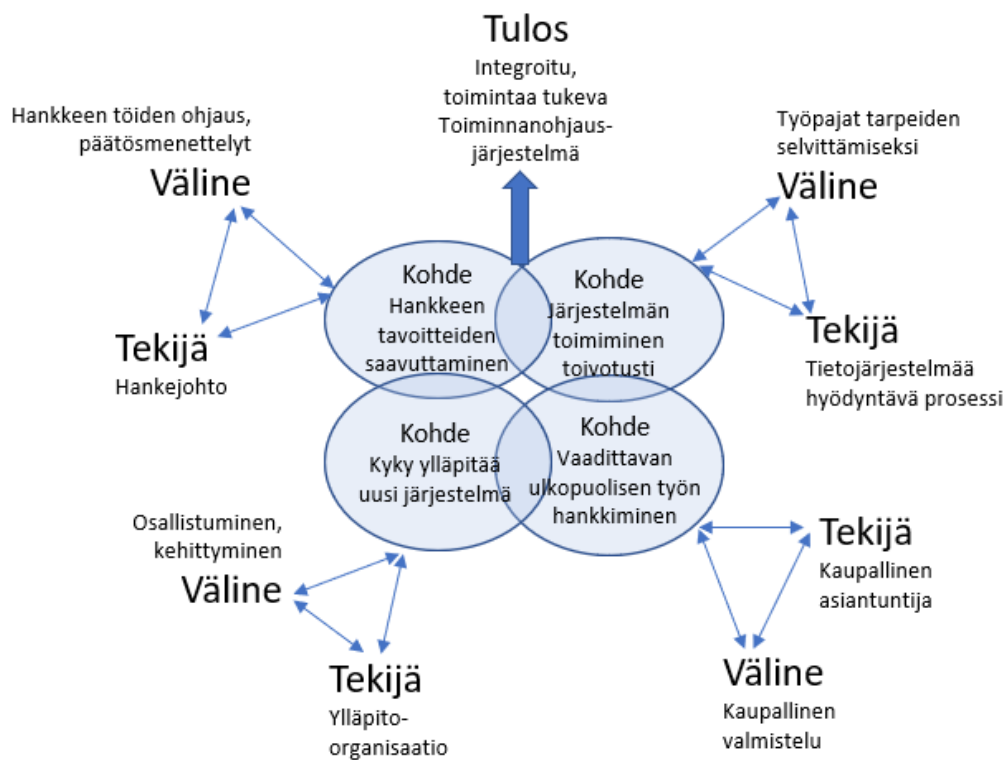 Tulos
Integroitu,
toimintaa tukeva
Toiminnanohjaus-
järjestelmä
Hankkeen töiden ohjaus,
päätösmenettelyt
Väline
Työpajat tarpeiden
selvittämiseksi
Väline
Tekijä
Hankejohto
Kohde
Hankkeen
tavoitteiden
saavuttaminen
Kohde
Järjestelmän
toimiminen
toivotusti
Tekijä
Tietojärjestelmää
hyödyntävä prosessi
Kohde
Kyky ylläpitää
uusi järjestelmä
Kohde
Vaadittavan
ulkopuolisen työn
hankkiminen
Osallistuminen,
kehittyminen
Väline
Tekijä
Ylläpito-
organisaatio
Tekijä
Kaupallinen
asiantuntija
Väline
Kaupallinen
valmistelu